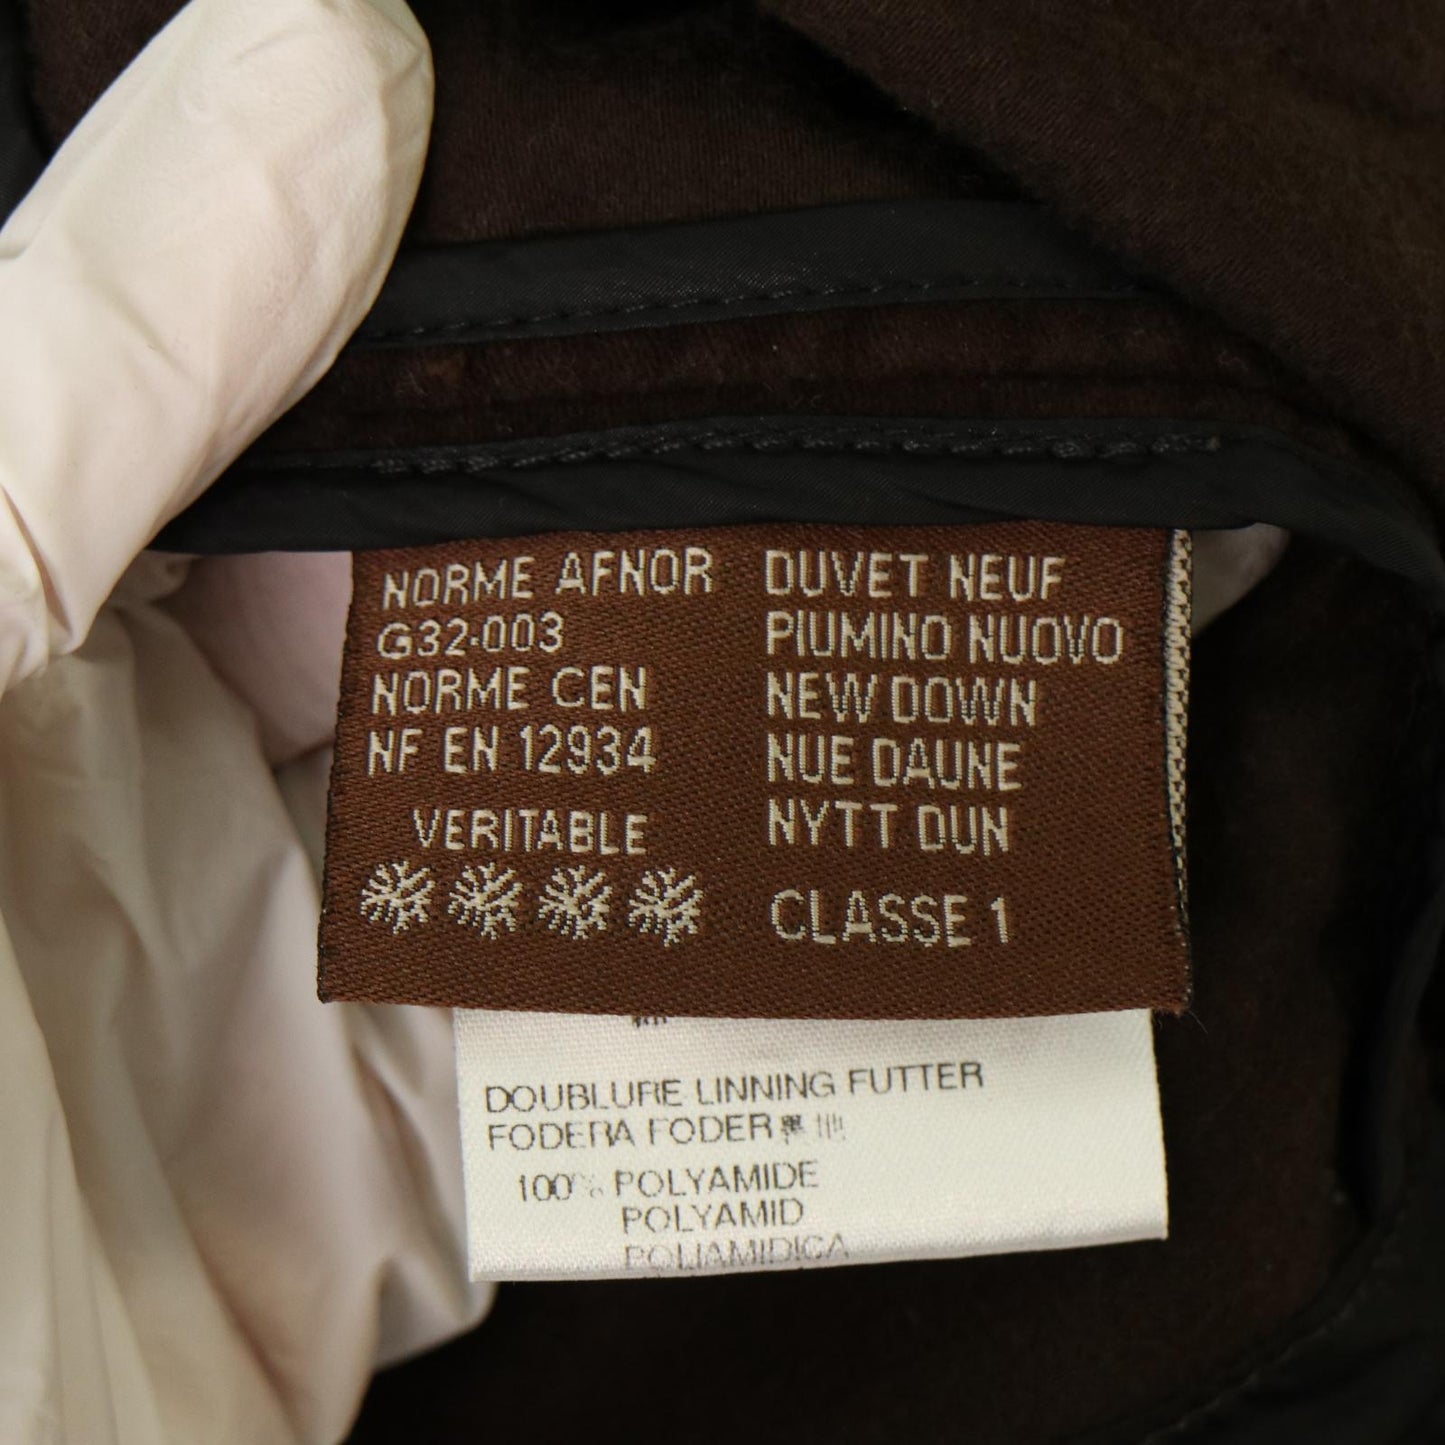 NORME AFNOR
G32-003
NORME CEN
NF EN 12934
VERITABLE
DUVET NEUF
PIUMINO NUOVO
NEW DOWN
NUE DAUNE
NYTT DUN
CLASSE 1
DOUBLURE LINNING FUTTER
FODERA FODER
100% POLYAMIDE
POLYAMID
POLIAMIDICA